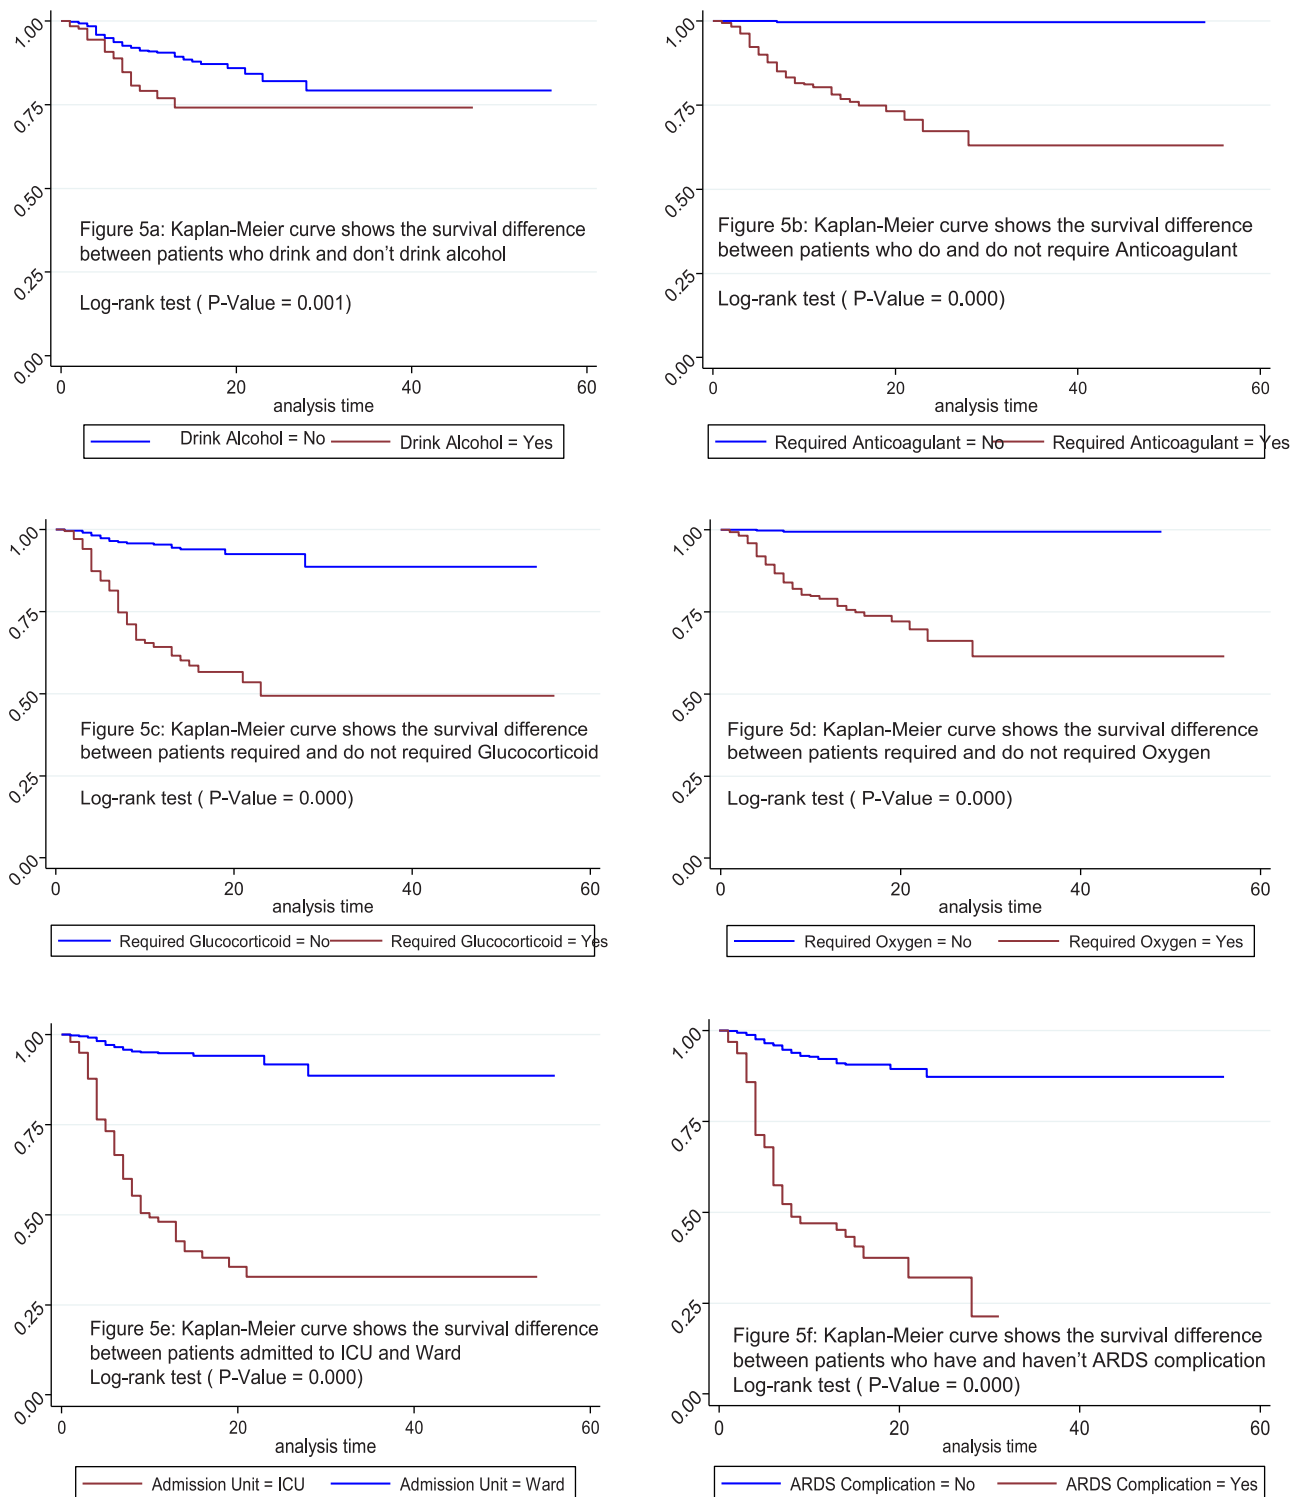 1.00
0.75
0.50
0.25
0.00
Figure 5a: Kaplan-Meier curve shows the survival difference
between patients who drink and don't drink alcohol
Log-rank test ( P-Value = 0.001)
0 20 40 60
analysis time
Drink Alcohol = No Drink Alcohol = Yes
1.00
0.75
0.50
0.25
0.00
Figure 5b: Kaplan-Meier curve shows the survival difference
between patients who do and do not require Anticoagulant
Log-rank test ( P-Value = 0.000)
0 20 40 60
analysis time
Required Anticoagulant = No Required Anticoagulant = Yes
1.00
0.75
0.50
0.25
0.00
Figure 5c: Kaplan-Meier curve shows the survival difference
between patients required and do not required Glucocorticoid
Log-rank test ( P-Value = 0.000)
0 20 40 60
analysis time
Required Glucocorticoid = No Required Glucocorticoid = Yes
1.00
0.75
0.50
0.25
0.00
Figure 5d: Kaplan-Meier curve shows the survival difference
between patients required and do not required Oxygen
Log-rank test ( P-Value = 0.000)
0 20 40 60
analysis time
Required Oxygen = No Required Oxygen = Yes
1.00
0.75
0.50
0.25
0.00
Figure 5e: Kaplan-Meier curve shows the survival difference
between patients admitted to ICU and Ward
Log-rank test ( P-Value = 0.000)
0 20 40 60
analysis time
Admission Unit = ICU Admission Unit = Ward
1.00
0.75
0.50
0.25
0.00
Figure 5f: Kaplan-Meier curve shows the survival difference
between patients who have and haven't ARDS complication
Log-rank test ( P-Value = 0.000)
0 20 40 60
analysis time
ARDS Complication = No ARDS Complication = Yes